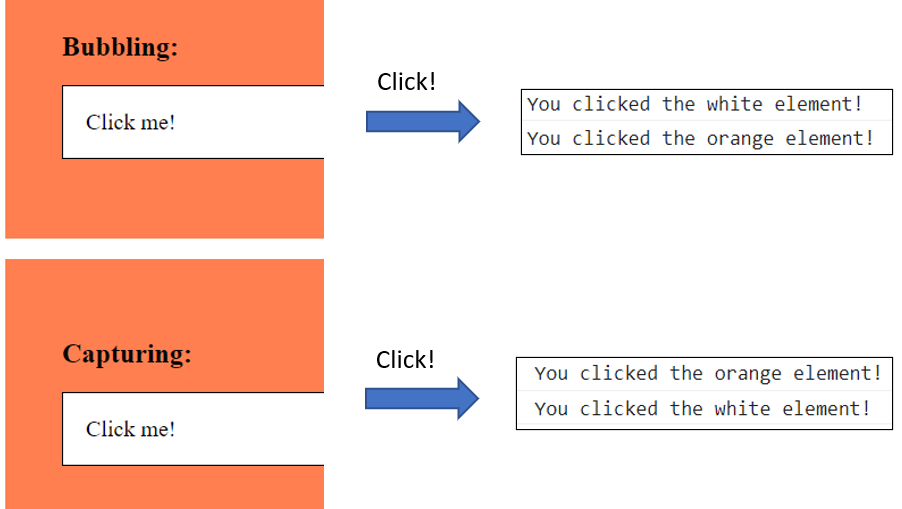 Bubbling:
Click me!
Click!
You clicked the white element!
You clicked the orange element!
Capturing:
Click me!
Click!
You clicked the orange element!
You clicked the white element!